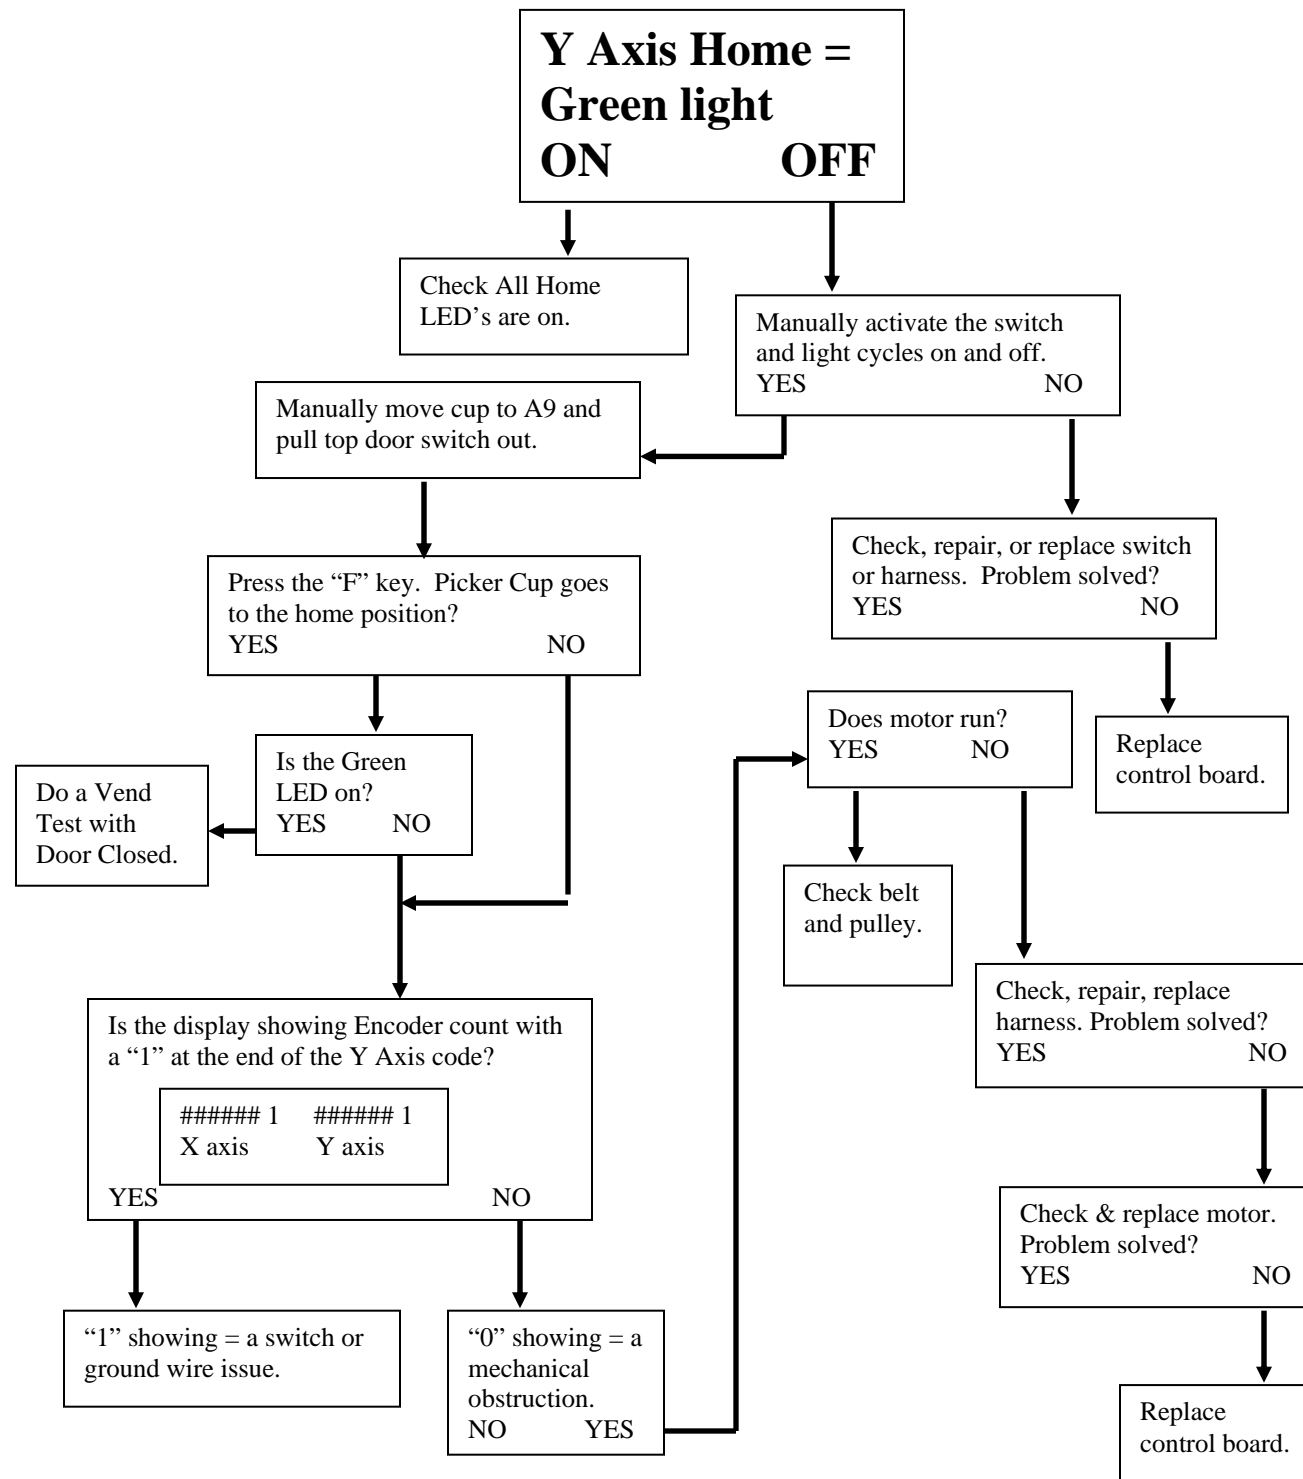 Y Axis Home =
Green light
ON OFF
Check All Home
LED’s are on.
Manually activate the switch
and light cycles on and off.
YES NO
Manually move cup to A9 and
pull top door switch out.
Check, repair, or replace switch
or harness. Problem solved?
YES NO
Press the “F” key. Picker Cup goes
to the home position?
YES NO
Does motor run?
YES NO
Replace
control board.
Is the Green
LED on?
YES NO
Do a Vend
Test with
Door Closed.
Check belt
and pulley.
Check, repair, replace
harness. Problem solved?
YES NO
Is the display showing Encoder count with
a “1” at the end of the Y Axis code?
###### 1 ###### 1
X axis Y axis
YES NO
Check & replace motor.
Problem solved?
YES NO
“1” showing = a switch or
ground wire issue.
“0” showing = a
mechanical
obstruction.
NO YES
Replace
control board.